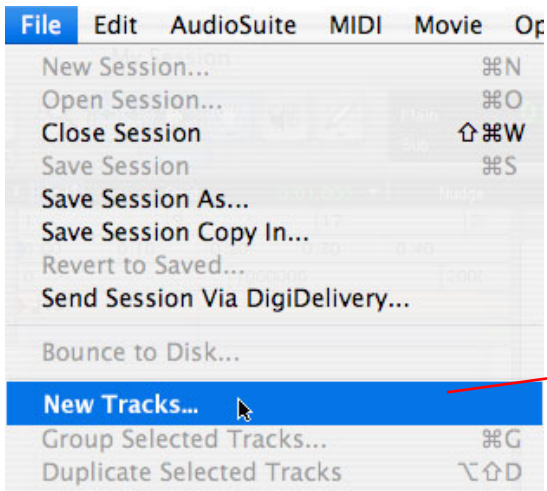 File Edit AudioSuite MIDI Movie Op
New Session... ⌘N
Open Session... ⌘O
Close Session ⇧⌘W
Save Session ⌘S
Save Session As...
Save Session Copy In...
Revert to Saved...
Send Session Via DigiDelivery...
Bounce to Disk...
New Tracks...
Group Selected Tracks... ⌘G
Duplicate Selected Tracks ⌥⇧D